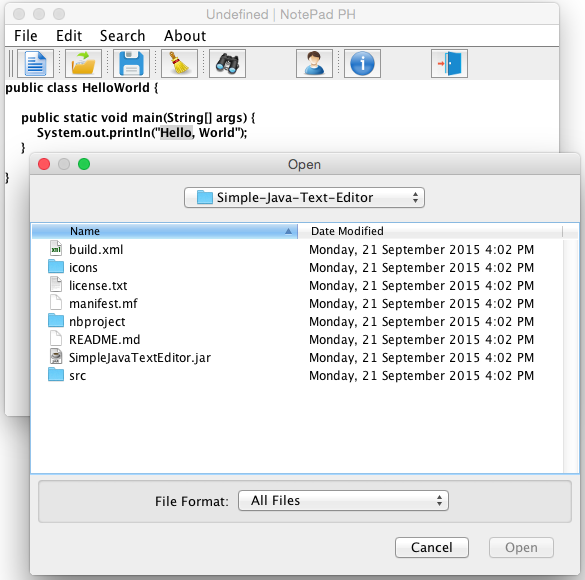 Undefined | NotePad PH
File Edit Search About
public class HelloWorld {
public static void main(String[] args) {
System.out.println("Hello, World");
}
}
Open
Simple-Java-Text-Editor
Name Date Modified
build.xml Monday, 21 September 2015 4:02 PM
icons Monday, 21 September 2015 4:02 PM
license.txt Monday, 21 September 2015 4:02 PM
manifest.mf Monday, 21 September 2015 4:02 PM
nbproject Monday, 21 September 2015 4:02 PM
README.md Monday, 21 September 2015 4:02 PM
SimpleJavaTextEditor.jar Monday, 21 September 2015 4:02 PM
src Monday, 21 September 2015 4:02 PM
File Format: All Files
Cancel Open